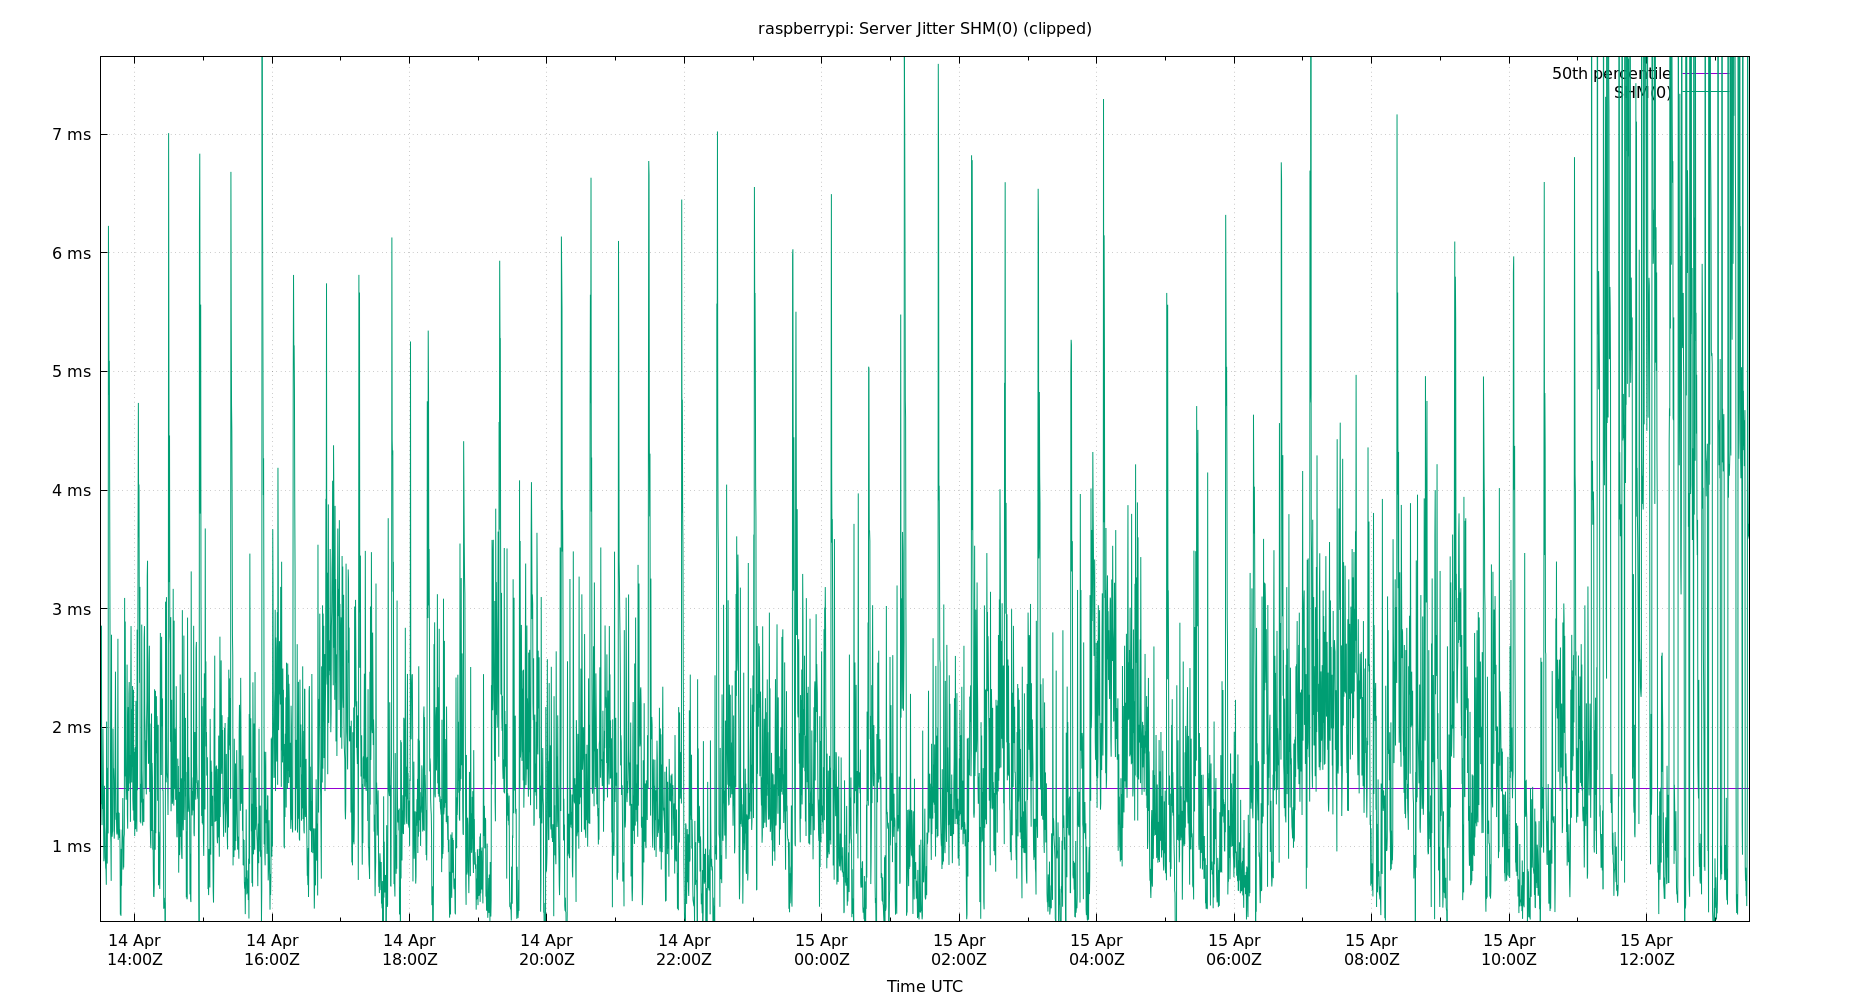 raspberrypi: Server Jitter SHM(0) (clipped)
50th percentile
SHM(0)
7 ms
6 ms
5 ms
4 ms
3 ms
2 ms
1 ms
14 Apr 14 Apr 14 Apr 14 Apr 14 Apr 15 Apr 15 Apr 15 Apr 15 Apr 15 Apr 15 Apr 15 Apr
14:00Z 16:00Z 18:00Z 20:00Z 22:00Z 00:00Z 02:00Z 04:00Z 06:00Z 08:00Z 10:00Z 12:00Z
Time UTC